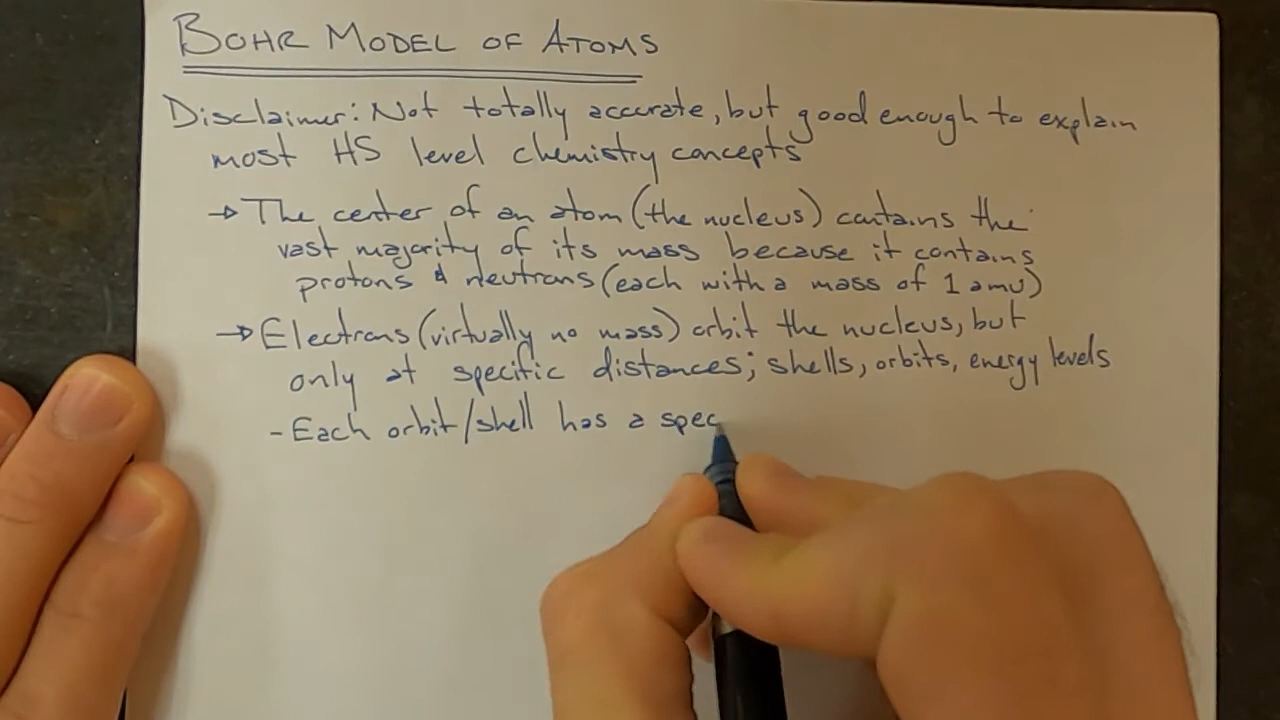 BOHR MODEL OF ATOMS
Disclaimer: Not totally accurate, but good enough to explain
most HS level chemistry concepts
→ The center of an atom (the nucleus) contains the
vast majority of its mass because it contains
protons & neutrons (each with a mass of 1 amu)
→ Electrons (virtually no mass) orbit the nucleus, but
only at specific distances; shells, orbits, energy levels
- Each orbit/shell has a spec